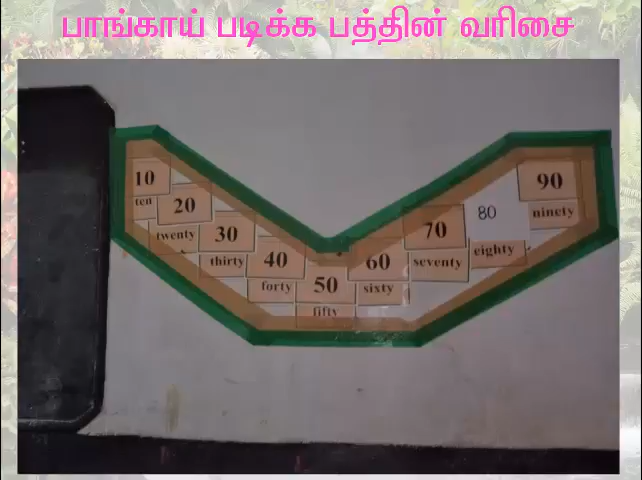 பாங்காய் படிக்க பத்தின் வரிசை
10
ten
20
twenty
30
thirty
40
forty
50
fifty
60
sixty
70
seventy
80
eighty
90
ninety